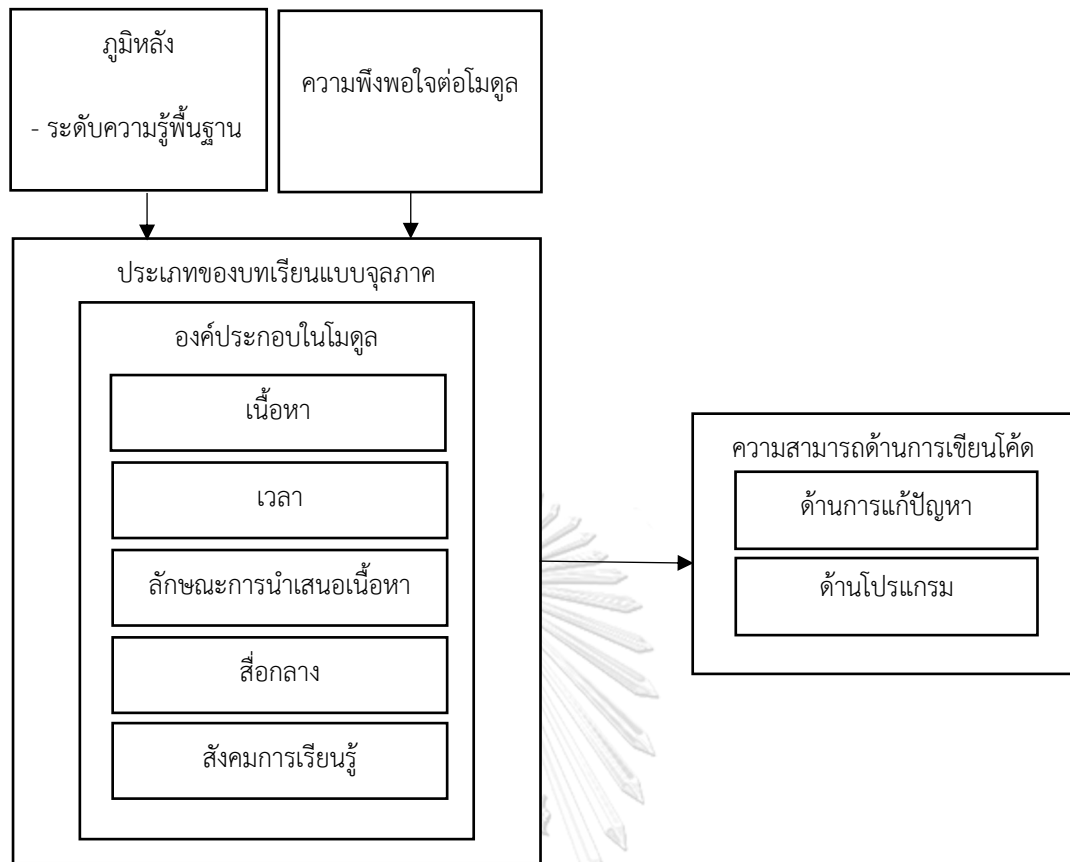 ภูมิหลัง
- ระดับความรู้พื้นฐาน
ความพึงพอใจต่อโมดูล
ประเภทของบทเรียนแบบจุลภาค
องค์ประกอบในโมดูล
เนื้อหา
เวลา
ลักษณะการนำเสนอเนื้อหา
สื่อกลาง
สังคมการเรียนรู้
ความสามารถด้านการเขียนโค้ด
ด้านการแก้ปัญหา
ด้านโปรแกรม